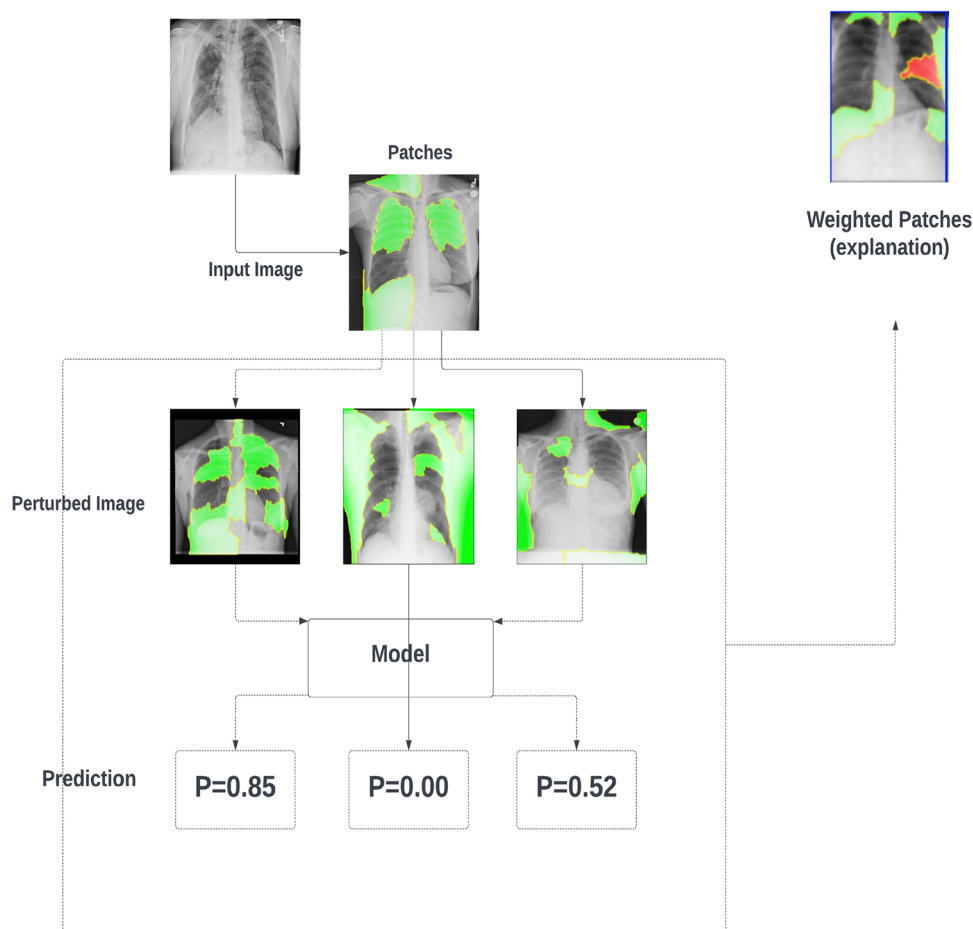 Patches
Input Image
Weighted Patches
(explanation)
Perturbed Image
Model
Prediction
P=0.85
P=0.00
P=0.52